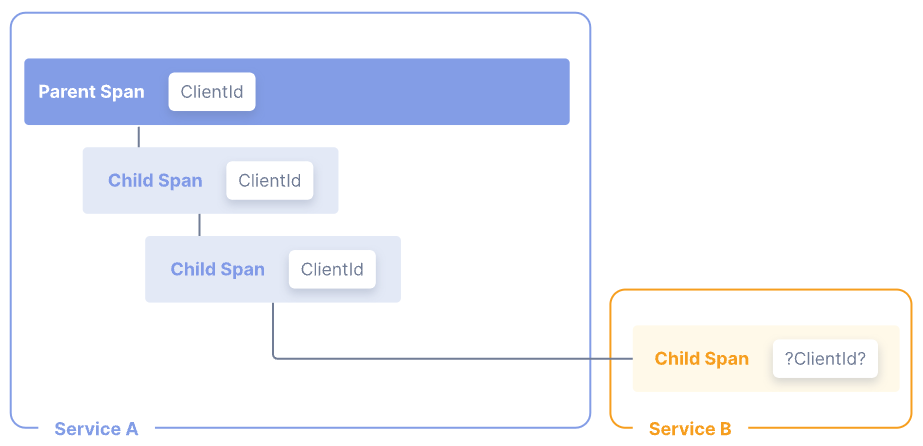 Parent Span ClientId
Child Span ClientId
Child Span ClientId
Child Span ?ClientId?
Service A
Service B